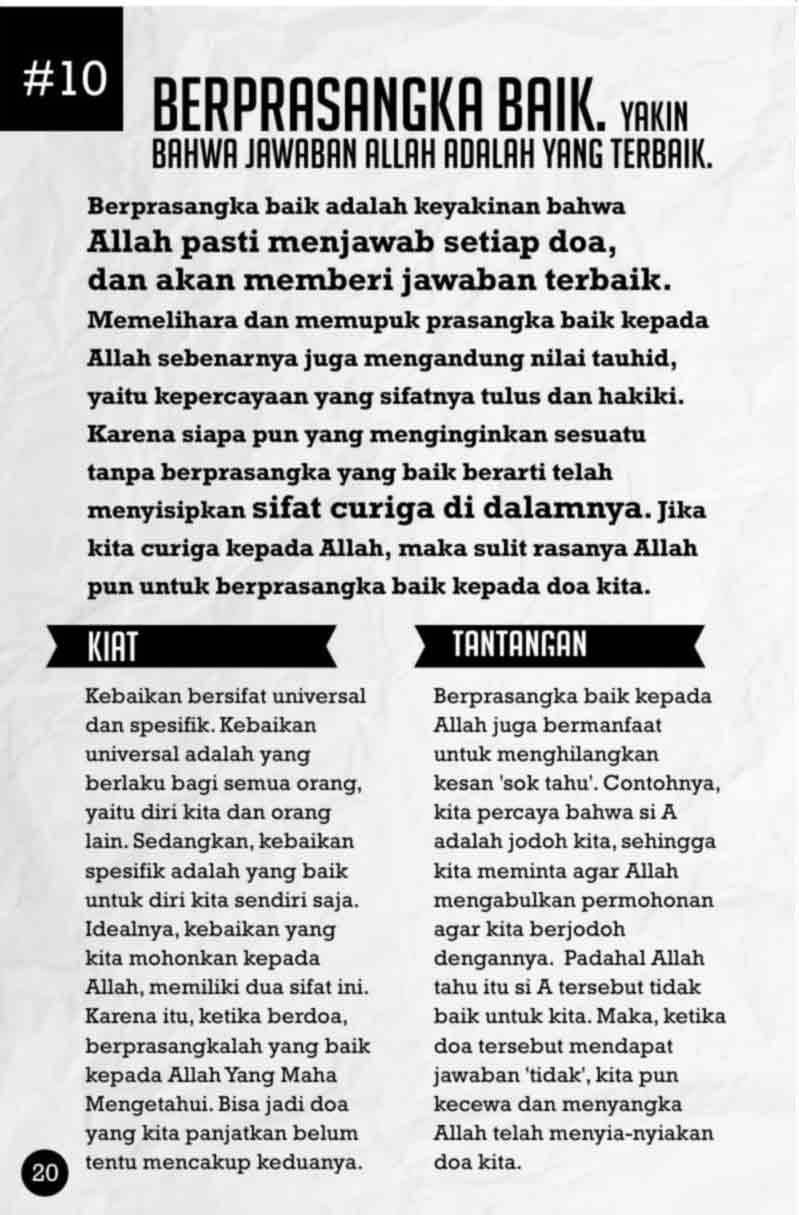 #10
BERPRASANGKA BAIK. YAKIN
BAHWA JAWABAN ALLAH ADALAH YANG TERBAIK.
Berprasangka baik adalah keyakinan bahwa
Allah pasti menjawab setiap doa,
dan akan memberi jawaban terbaik.
Memelihara dan memupuk prasangka baik kepada
Allah sebenarnya juga mengandung nilai tauhid,
yaitu kepercayaan yang sifatnya tulus dan hakiki.
Karena siapa pun yang menginginkan sesuatu
tanpa berprasangka yang baik berarti telah
menyisipkan sifat curiga di dalamnya. Jika
kita curiga kepada Allah, maka sulit rasanya Allah
pun untuk berprasangka baik kepada doa kita.
KIAT
Kebaikan bersifat universal
dan spesifik. Kebaikan
universal adalah yang
berlaku bagi semua orang,
yaitu diri kita dan orang
lain. Sedangkan, kebaikan
spesifik adalah yang baik
untuk diri kita sendiri saja.
Idealnya, kebaikan yang
kita mohonkan kepada
Allah, memiliki dua sifat ini.
Karena itu, ketika berdoa,
berprasangkalah yang baik
kepada Allah Yang Maha
Mengetahui. Bisa jadi doa
yang kita panjatkan belum
tentu mencakup keduanya.
TANTANGAN
Berprasangka baik kepada
Allah juga bermanfaat
untuk menghilangkan
kesan 'sok tahu'. Contohnya,
kita percaya bahwa si A
adalah jodoh kita, sehingga
kita meminta agar Allah
mengabulkan permohonan
agar kita berjodoh
dengannya. Padahal Allah
tahu itu si A tersebut tidak
baik untuk kita. Maka, ketika
doa tersebut mendapat
jawaban 'tidak', kita pun
kecewa dan menyangka
Allah telah menyia-nyiakan
doa kita.
20